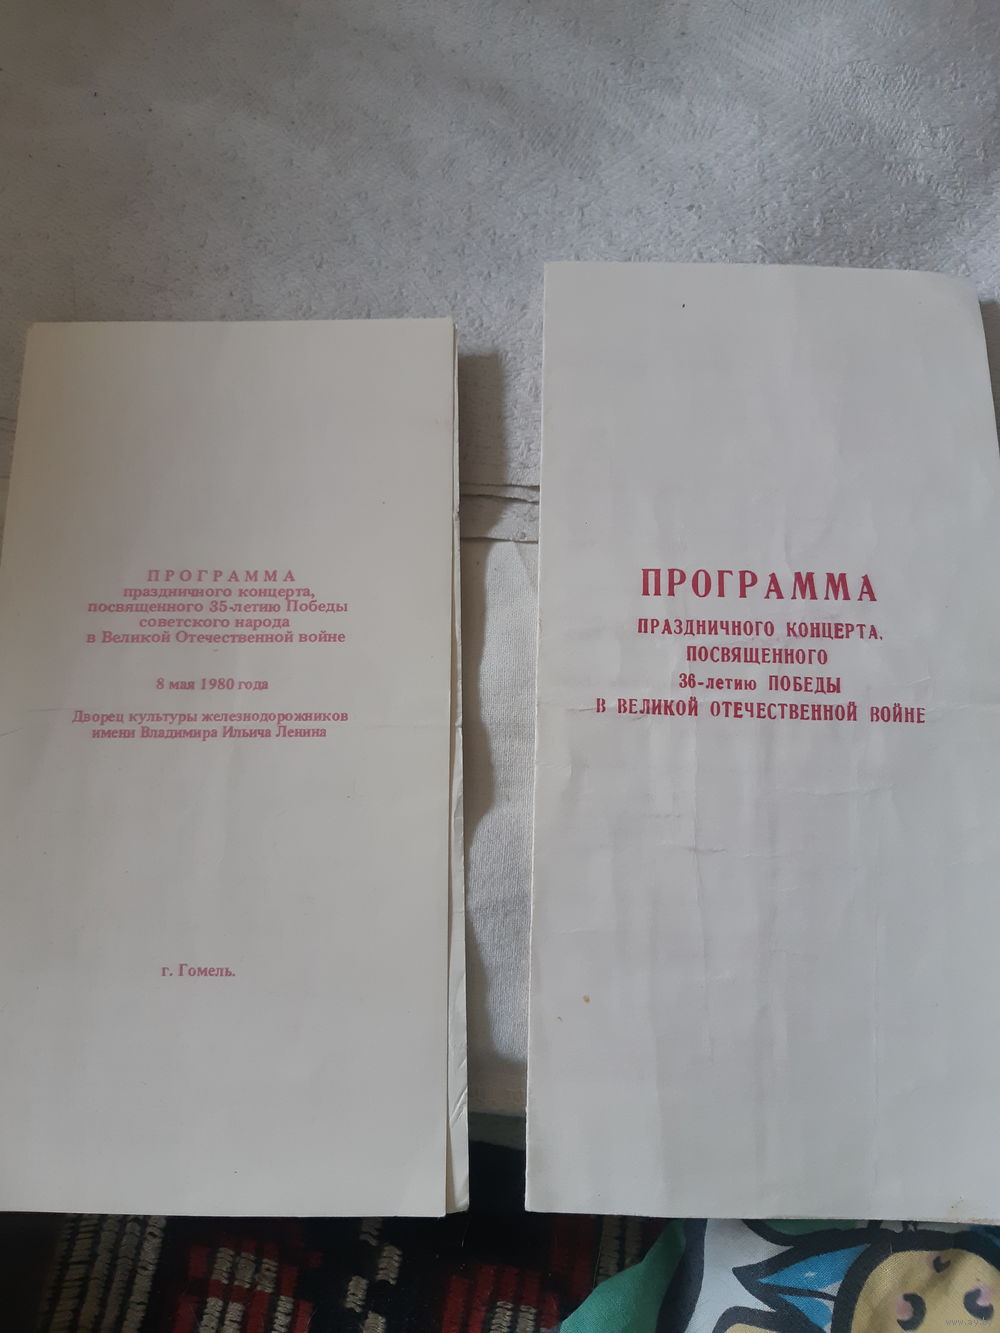 ПРОГРАММА
праздничного концерта,
посвященного 35-летию Победы
советского народа
в Великой Отечественной войне
8 мая 1980 года
Дворец культуры железнодорожников
имени Владимира Ильича Ленина
г. Гомель.
ПРОГРАММА
ПРАЗДНИЧНОГО КОНЦЕРТА,
ПОСВЯЩЕННОГО
36-летию ПОБЕДЫ
В ВЕЛИКОЙ ОТЕЧЕСТВЕННОЙ ВОЙНЕ